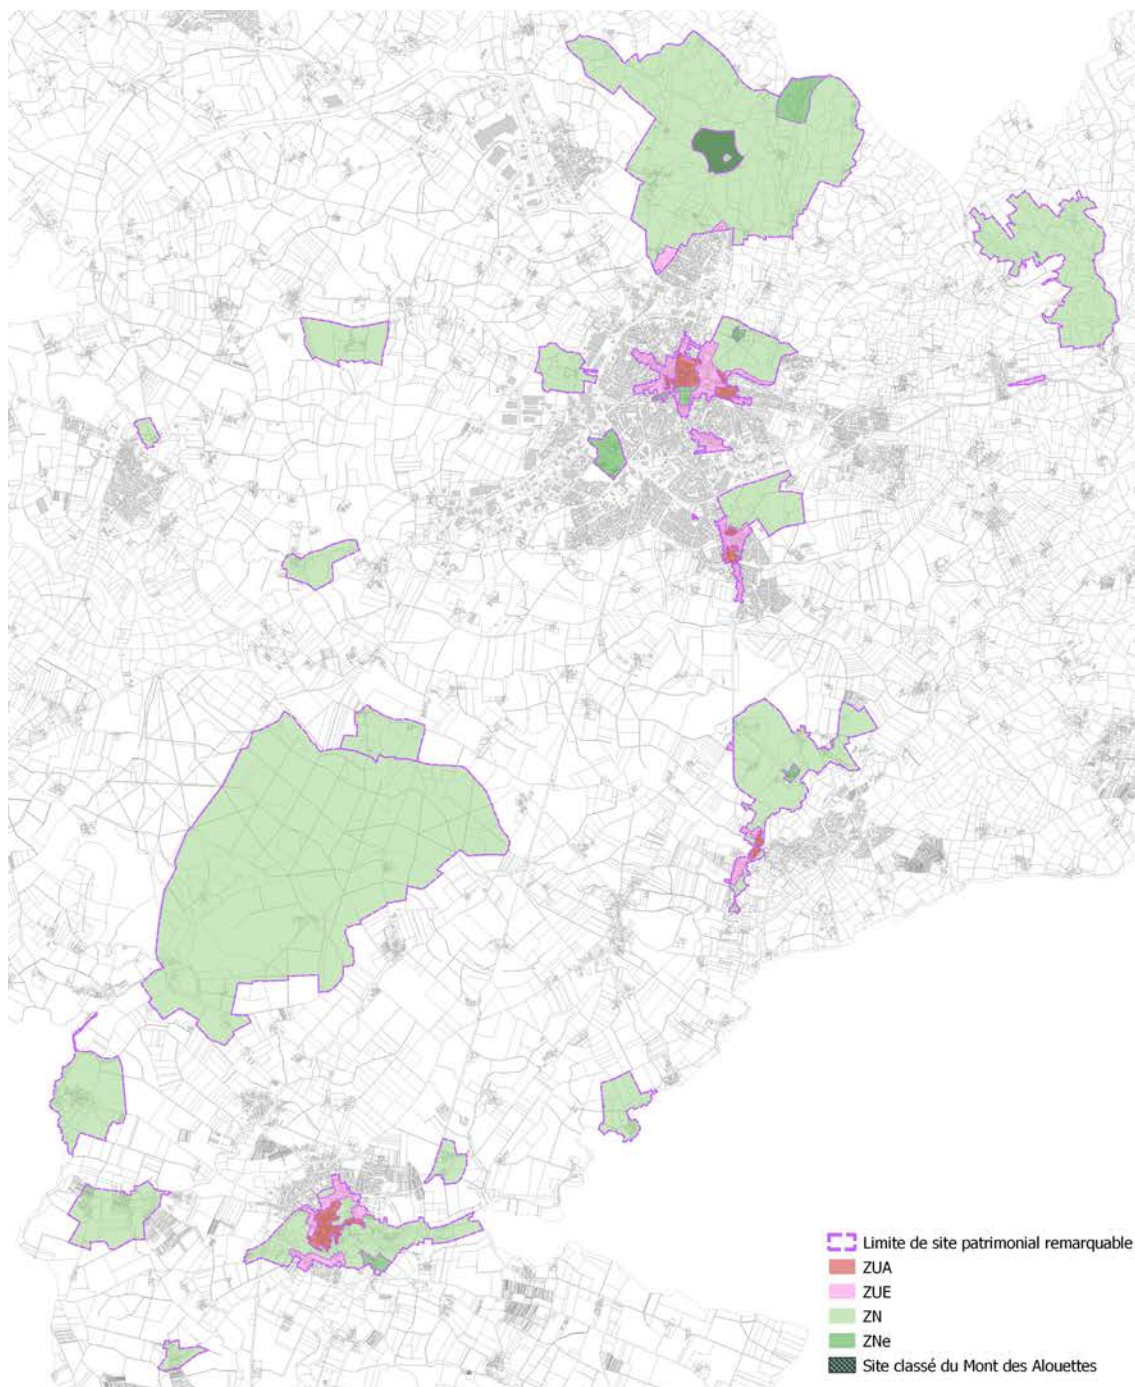 Limite de site patrimonial remarquable
ZUA
ZUE
ZN
ZNe
Site classé du Mont des Alouettes